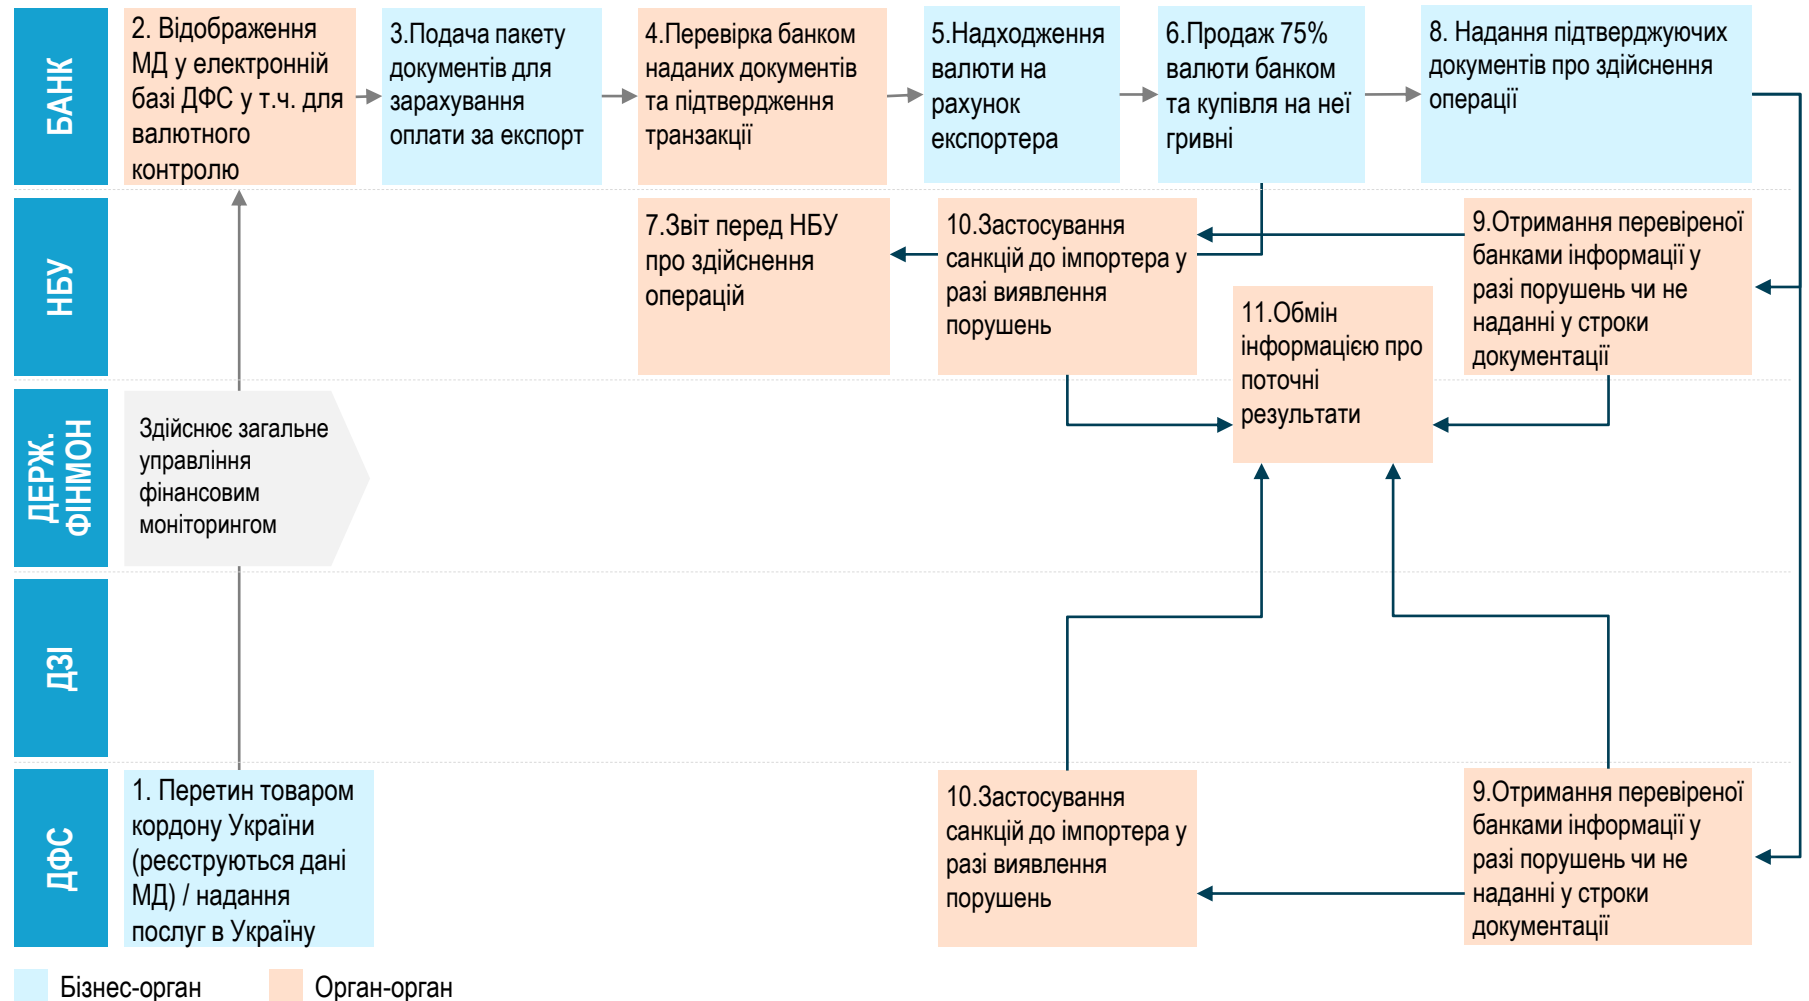 БАНК
2. Відображення
МД у електронній
базі ДФС у т.ч. для
валютного
контролю
3.Подача пакету
документів для
зарахування
оплати за експорт
4.Перевірка банком
наданих документів
та підтвердження
транзакції
5.Надходження
валюти на
рахунок
експортера
6.Продаж 75%
валюти банком
та купівля на неї
гривні
8. Надання підтверджуючих
документів про здійснення
операції
НБУ
7.Звіт перед НБУ
про здійснення
операцій
10.Застосування
санкцій до імпортера у
разі виявлення
порушень
11.Обмін
інформацією про
поточні
результати
9.Отримання перевіреної
банками інформації у
разі порушень чи не
наданні у строки
документації
ДЕРЖ.
ФІНМОН
Здійснює загальне
управління
фінансовим
моніторингом
ДЗІ
ДФС
1. Перетин товаром
кордону України
(реєструються дані
МД) / надання
послуг в Україну
10.Застосування
санкцій до імпортера у
разі виявлення
порушень
9.Отримання перевіреної
банками інформації у
разі порушень чи не
наданні у строки
документації
Бізнес-орган
Орган-орган